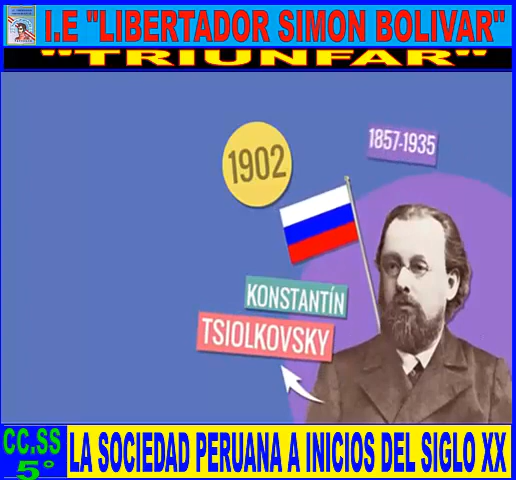 I.E "LIBERTADOR SIMON BOLIVAR"
"TRIUNFAR"
1902
1857-1935
KONSTANTÍN
TSIOLKOVSKY
CC.SS
5°
LA SOCIEDAD PERUANA A INICIOS DEL SIGLO XX